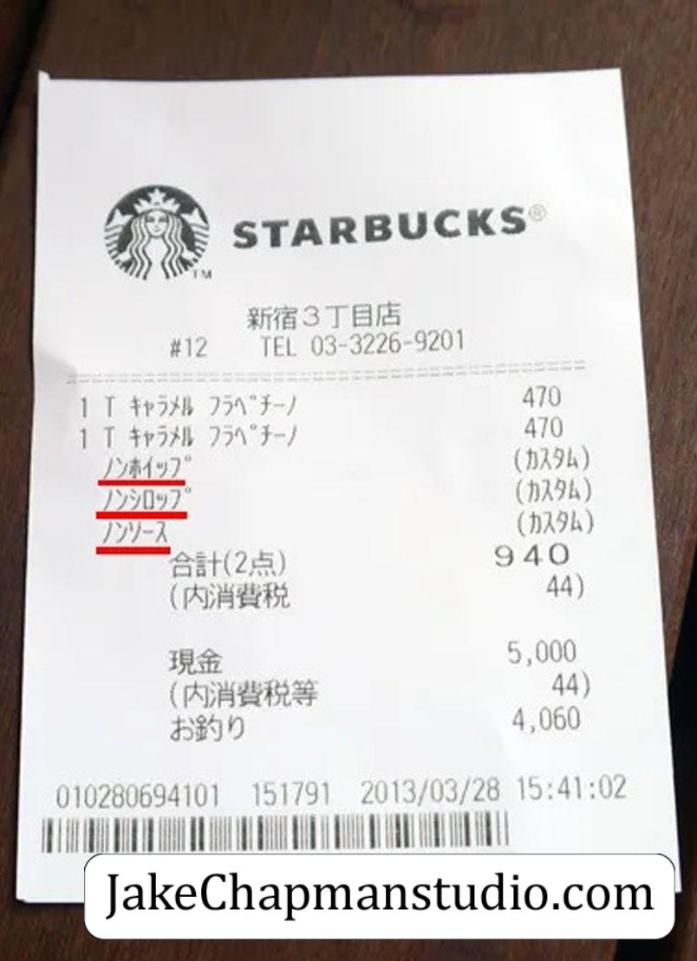 STARBUCKS®
TM
新宿3丁目店
#12 TEL 03-3226-9201
1 T キャラメル フラペチーノ 470
1 T キャラメル フラペチーノ 470
ノンホイップ (カスタム)
ノンシロップ (カスタム)
ノンソース (カスタム)
合計(2点) 940
(内消費税 44)
現金 5,000
(内消費税等 44)
お釣り 4,060
010280694101 151791 2013/03/28 15:41:02
JakeChapmanstudio.com